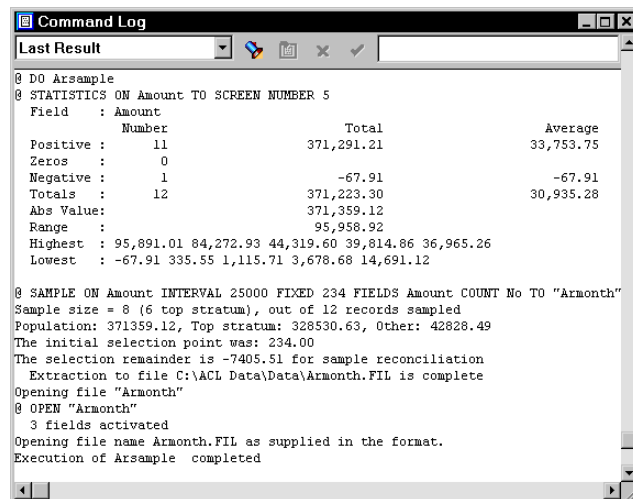 Command Log
Last Result
@ DO Arsample
@ STATISTICS ON Amount TO SCREEN NUMBER 5
Field : Amount
Number Total Average
Positive : 11 371,291.21 33,753.75
Zeros : 0
Negative : 1 -67.91 -67.91
Totals : 12 371,223.30 30,935.28
Abs Value: 371,359.12
Range : 95,958.92
Highest : 95,891.01 84,272.93 44,319.60 39,814.86 36,965.26
Lowest : -67.91 335.55 1,115.71 3,678.68 14,691.12
@ SAMPLE ON Amount INTERVAL 25000 FIXED 234 FIELDS Amount COUNT No TO "Armonth"
Sample size = 8 (6 top stratum), out of 12 records sampled
Population: 371359.12, Top stratum: 328530.63, Other: 42828.49
The initial selection point was: 234.00
The selection remainder is -7405.51 for sample reconciliation
Extraction to file C:\ACL Data\Data\Armonth.FIL is complete
Opening file "Armonth"
@ OPEN "Armonth"
3 fields activated
Opening file name Armonth.FIL as supplied in the format.
Execution of Arsample completed